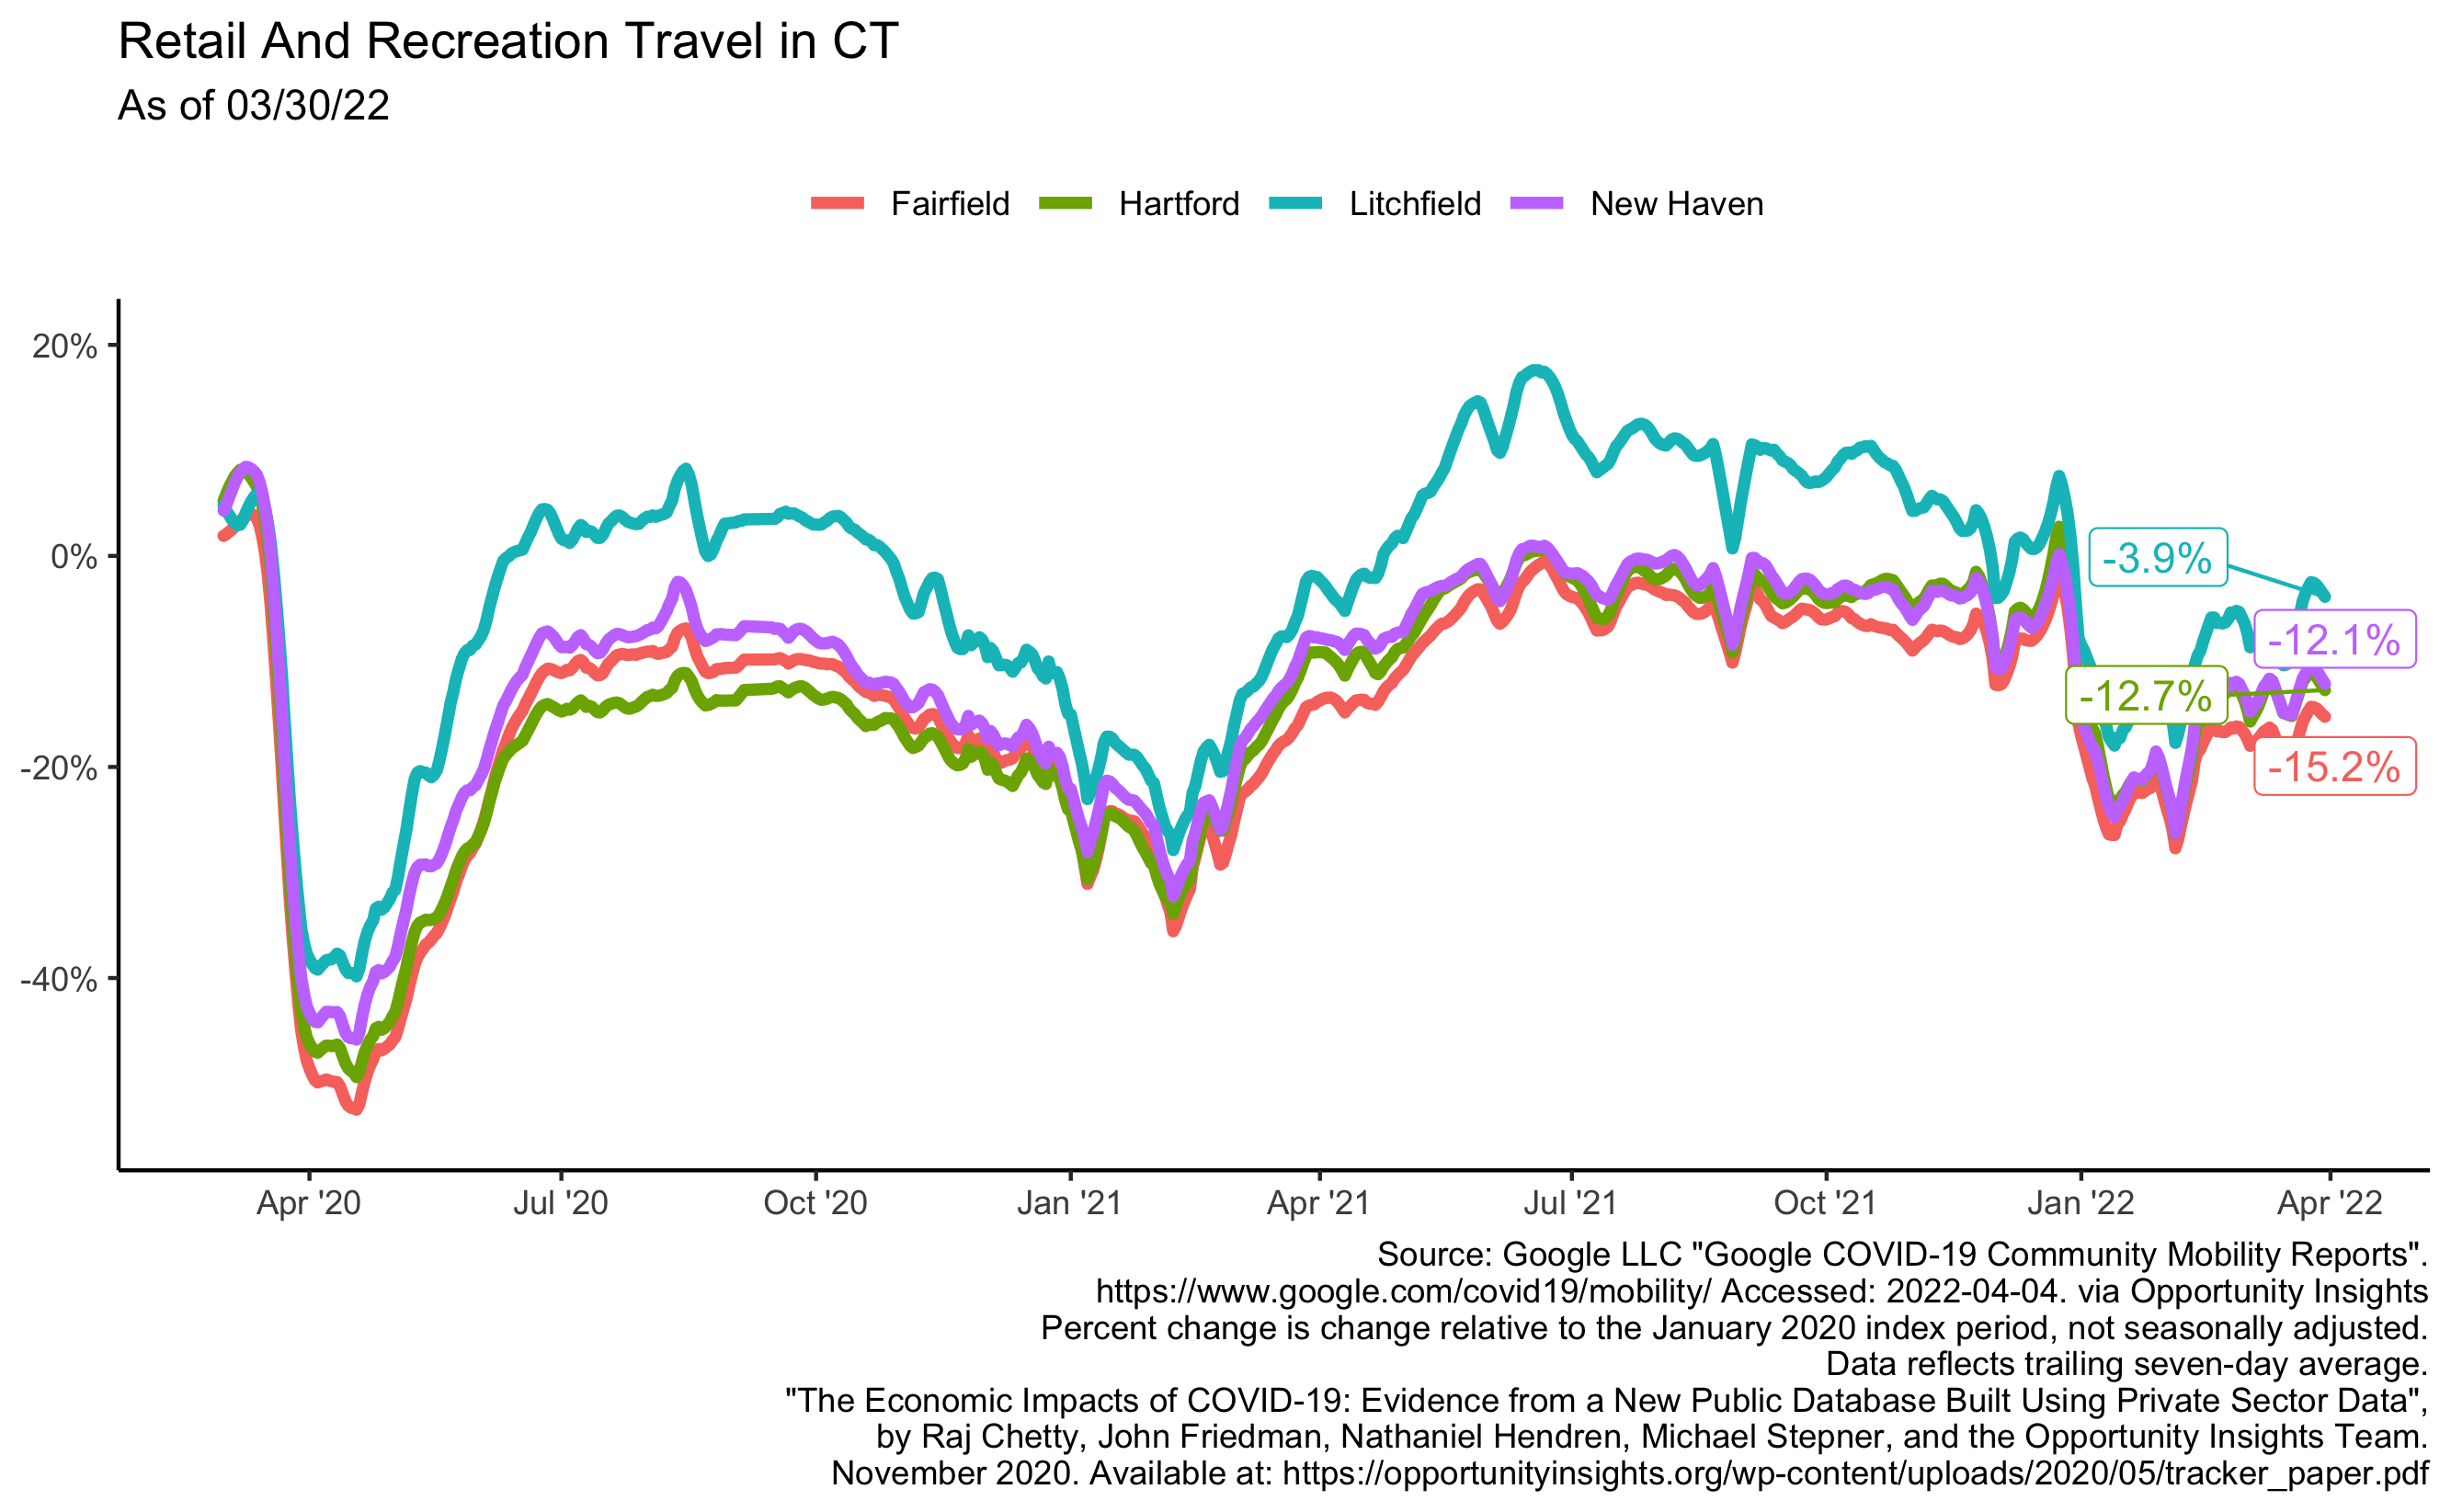 Retail And Recreation Travel in CT
As of 03/30/22
Fairfield Hartford Litchfield New Haven
20%
0%
-20%
-40%
-3.9%
-12.1%
-12.7%
-15.2%
Apr '20 Jul '20 Oct '20 Jan '21 Apr '21 Jul '21 Oct '21 Jan '22 Apr '22
Source: Google LLC "Google COVID-19 Community Mobility Reports".
https://www.google.com/covid19/mobility/ Accessed: 2022-04-04. via Opportunity Insights
Percent change is change relative to the January 2020 index period, not seasonally adjusted.
Data reflects trailing seven-day average.
"The Economic Impacts of COVID-19: Evidence from a New Public Database Built Using Private Sector Data",
by Raj Chetty, John Friedman, Nathaniel Hendren, Michael Stepner, and the Opportunity Insights Team.
November 2020. Available at: https://opportunityinsights.org/wp-content/uploads/2020/05/tracker_paper.pdf